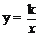 y = k/x